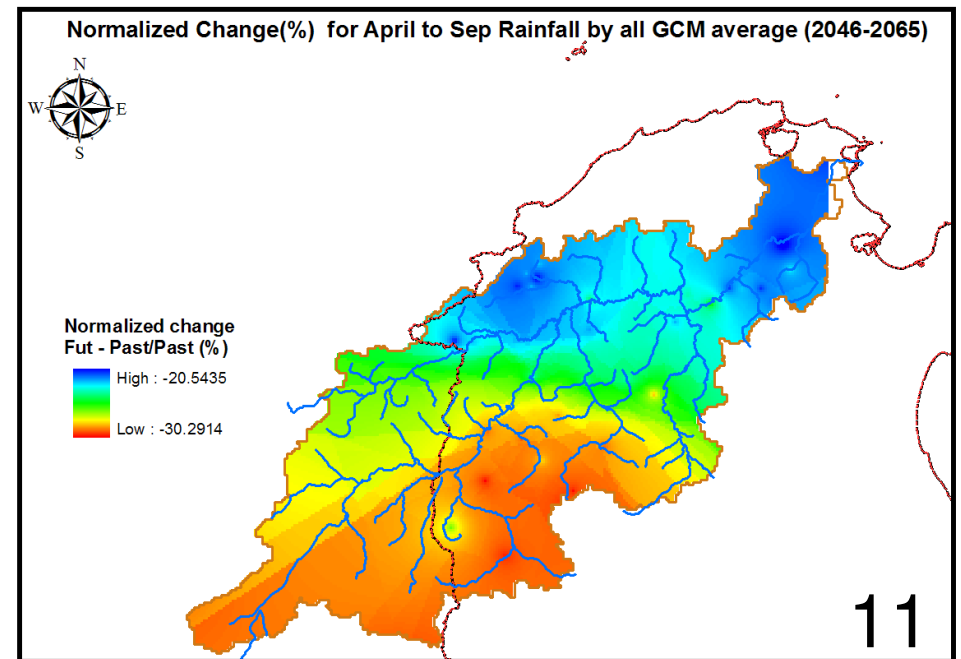 Normalized Change(%) for April to Sep Rainfall by all GCM average (2046-2065)
N
W E
S
Normalized change
Fut - Past/Past (%)
High : -20.5435
Low : -30.2914
11